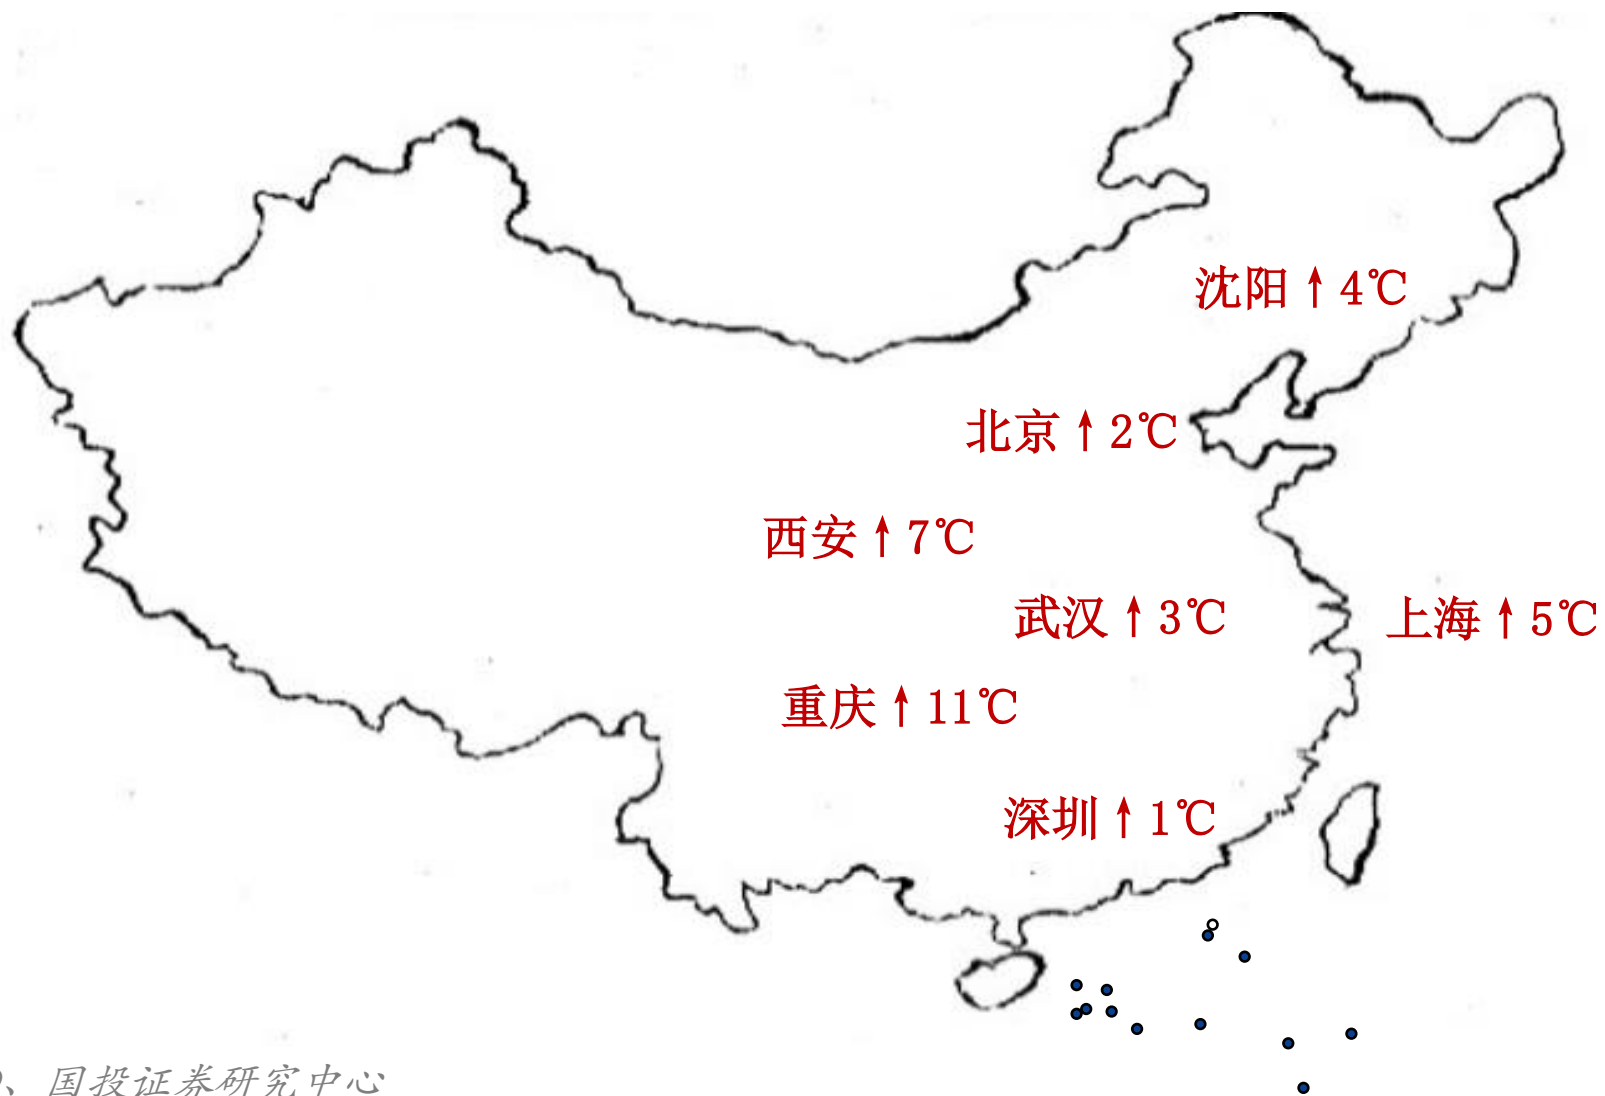 沈阳↑4℃
北京↑2℃
西安↑7℃
武汉↑3℃
上海↑5℃
重庆↑11℃
深圳↑1℃
、国投证券研究中心